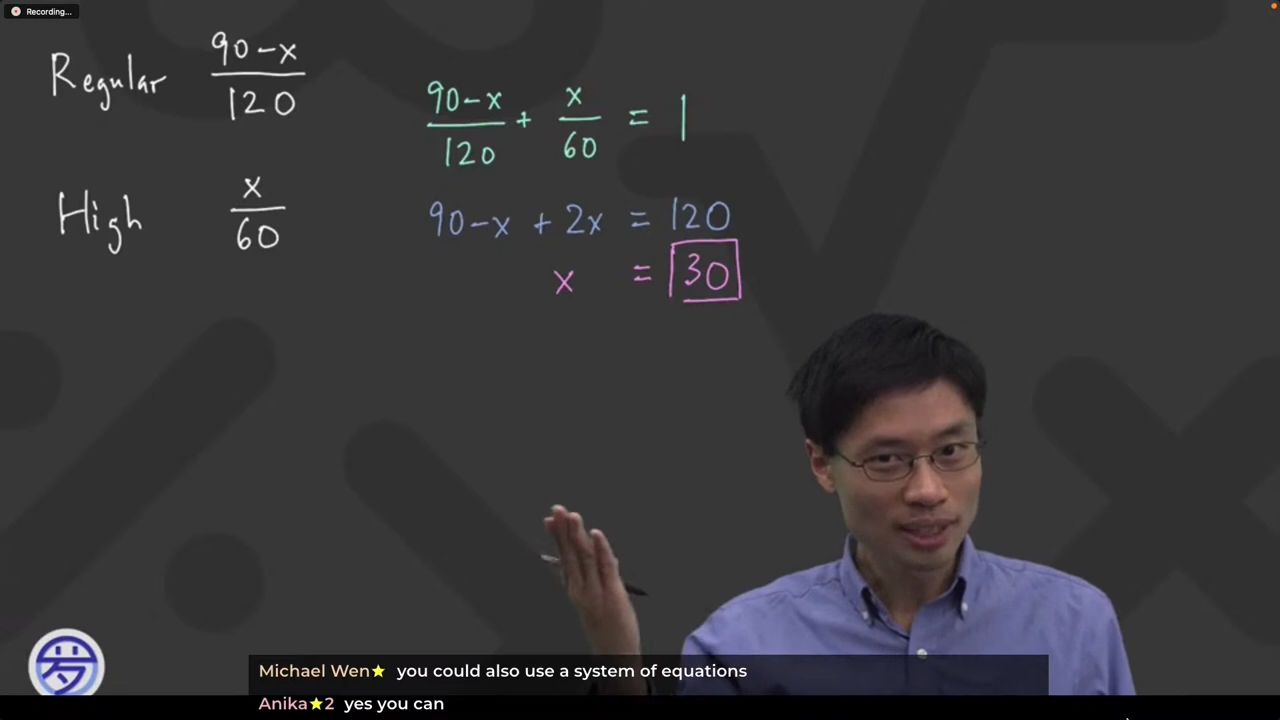 Recording...
Regular 90-x/120
High x/60
90-x/120 + x/60 = 1
90-x + 2x = 120
x = 30
Michael Wen⭐ you could also use a system of equations
Anika⭐2 yes you can